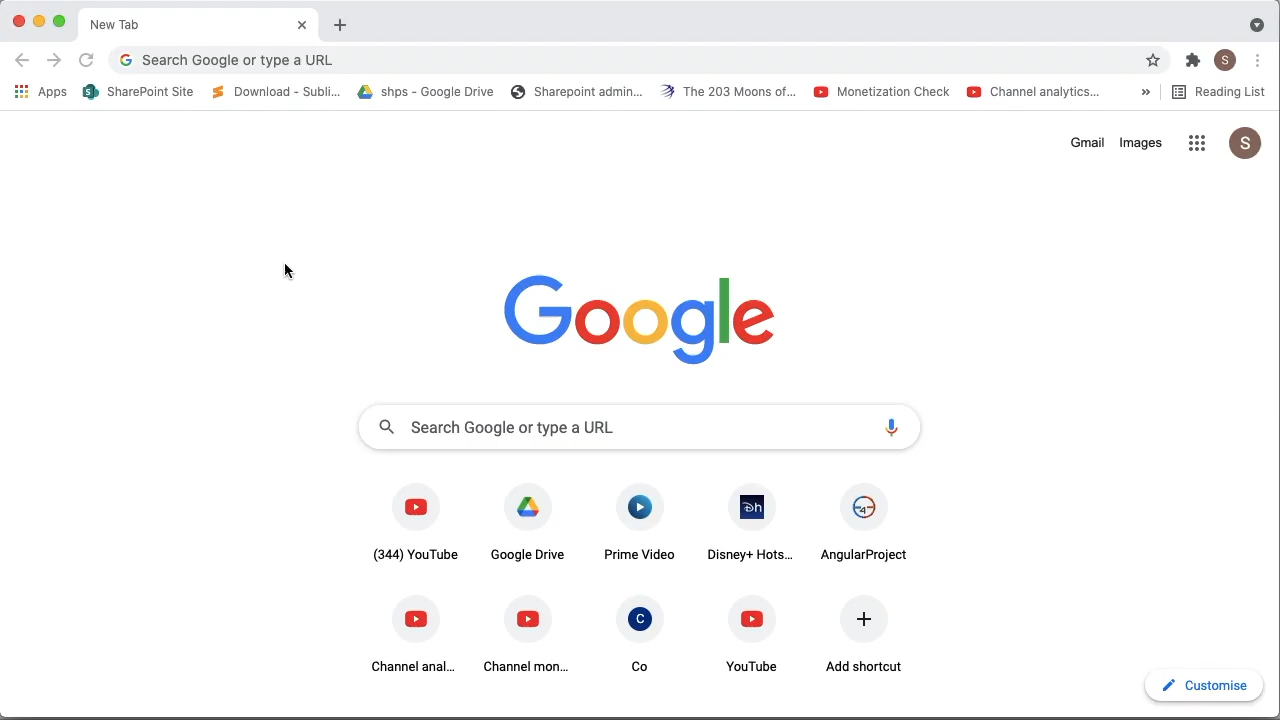 New Tab
Search Google or type a URL
S
Apps SharePoint Site Download - Subli... shps - Google Drive Sharepoint admin... The 203 Moons of... Monetization Check Channel analytics... » Reading List
Gmail Images S
Google
Search Google or type a URL
Dh
(344) YouTube Google Drive Prime Video Disney+ Hots... AngularProject
C
Channel anal... Channel mon... Co YouTube Add shortcut
Customise